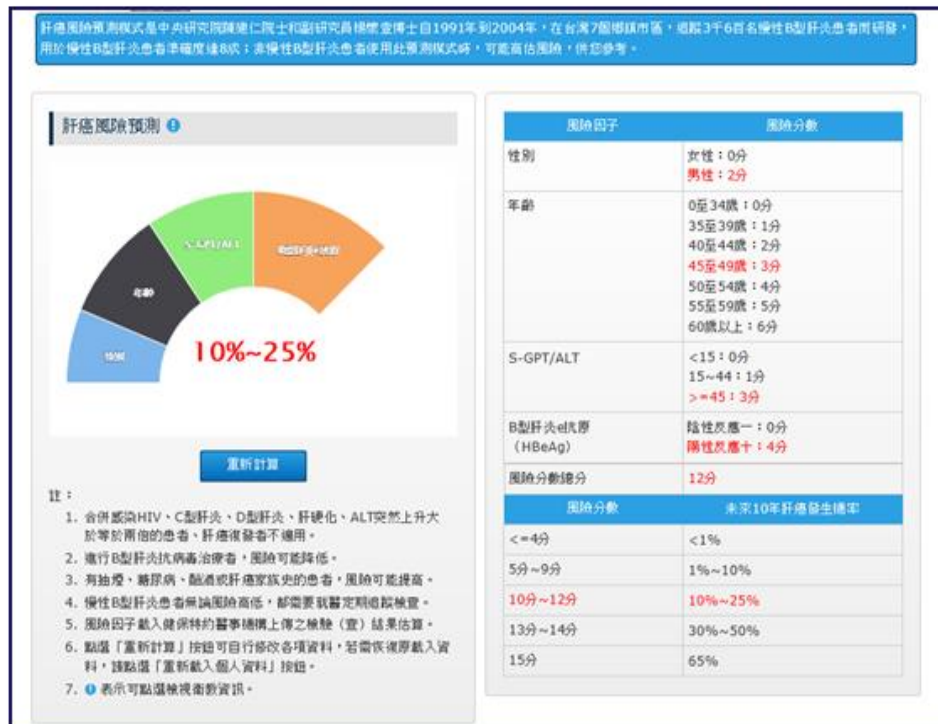 肝癌風險預測模式是中央研究院陳建仁院士和副研究員楊懷壹博士自1991年到2004年，在台灣7個鄉鎮市區，追蹤3千6百名慢性B型肝炎患者而研發，
用於慢性B型肝炎患者準確度達8成；非慢性B型肝炎患者使用此預測模式時，可能高估風險，供您參考。
肝癌風險預測
性別
年齡
S-GPT/ALT
B型肝炎e抗原
10%~25%
重新計算
註：
1. 合併感染HIV、C型肝炎、D型肝炎、肝硬化、ALT突然上升大
於等於兩倍的患者、肝癌復發者不適用。
2. 進行B型肝炎抗病毒治療者，風險可能降低。
3. 有抽煙、糖尿病、酗酒或肝癌家族史的患者，風險可能提高。
4. 慢性B型肝炎患者無論風險高低，都需要就醫定期追蹤檢查。
5. 風險因子載入健保特約醫事機構上傳之檢驗（查）結果估算。
6. 點選「重新計算」按鈕可自行修改各項資料，若需恢復原載入資
料，請點選「重新載入個人資料」按鈕。
7. 表示可點選檢視衛教資訊。
風險因子 風險分數
性別 女性：0分
男性：2分
年齡 0至34歲：0分
35至39歲：1分
40至44歲：2分
45至49歲：3分
50至54歲：4分
55至59歲：5分
60歲以上：6分
S-GPT/ALT <15：0分
15~44：1分
>=45：3分
B型肝炎e抗原 陰性反應－：0分
（HBeAg） 陽性反應＋：4分
風險分數總分 12分
風險分數 未來10年肝癌發生機率
<=4分 <1%
5分~9分 1%~10%
10分~12分 10%~25%
13分~14分 30%~50%
15分 65%